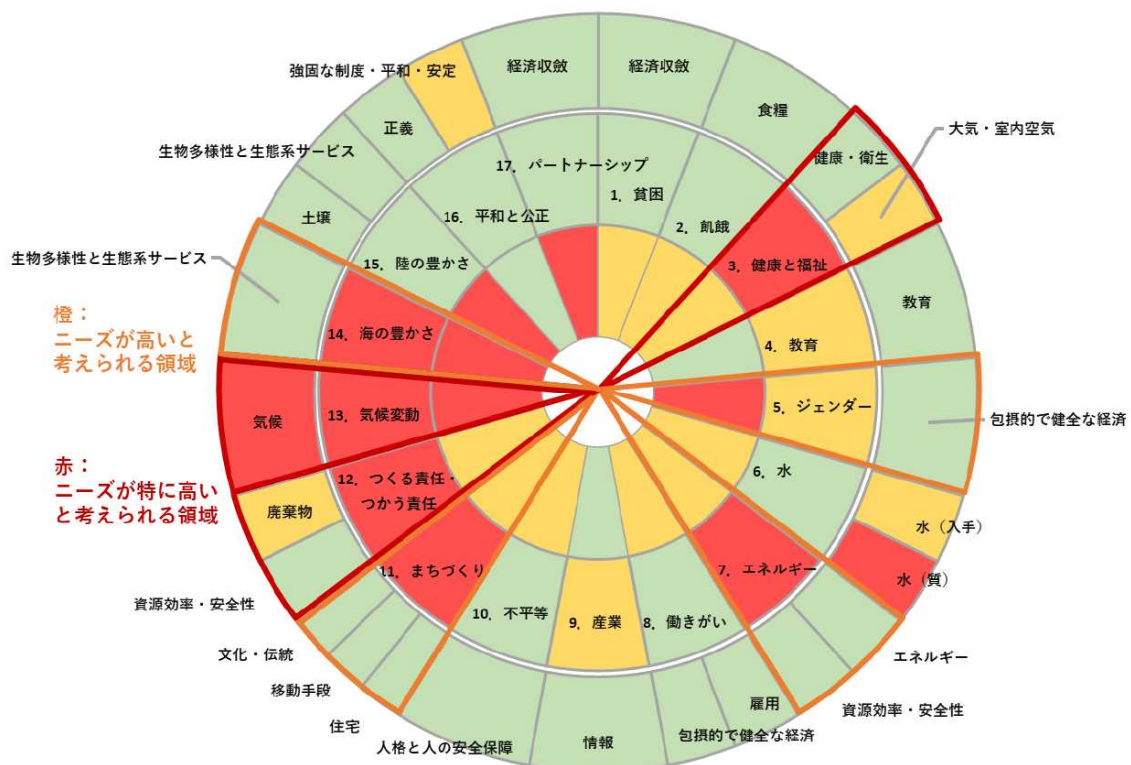 経済収斂
経済収斂
食糧
健康・衛生
大気・室内空気
教育
包摂的で健全な経済
水（入手）
水（質）
エネルギー
資源効率・安全性
雇用
包摂的で健全な経済
情報
人格と人の安全保障
住宅
移動手段
文化・伝統
資源効率・安全性
廃棄物
気候
生物多様性と生態系サービス
土壌
生物多様性と生態系サービス
正義
強固な制度・平和・安定
1．貧困
2．飢餓
3．健康と福祉
4．教育
5．ジェンダー
6．水
7．エネルギー
8．働きがい
9．産業
10．不平等
11．まちづくり
12．つくる責任・
つかう責任
13．気候変動
14．海の豊かさ
15．陸の豊かさ
16．平和と公正
17．パートナーシップ
橙：
ニーズが高いと
考えられる領域
赤：
ニーズが特に高い
と考えられる領域